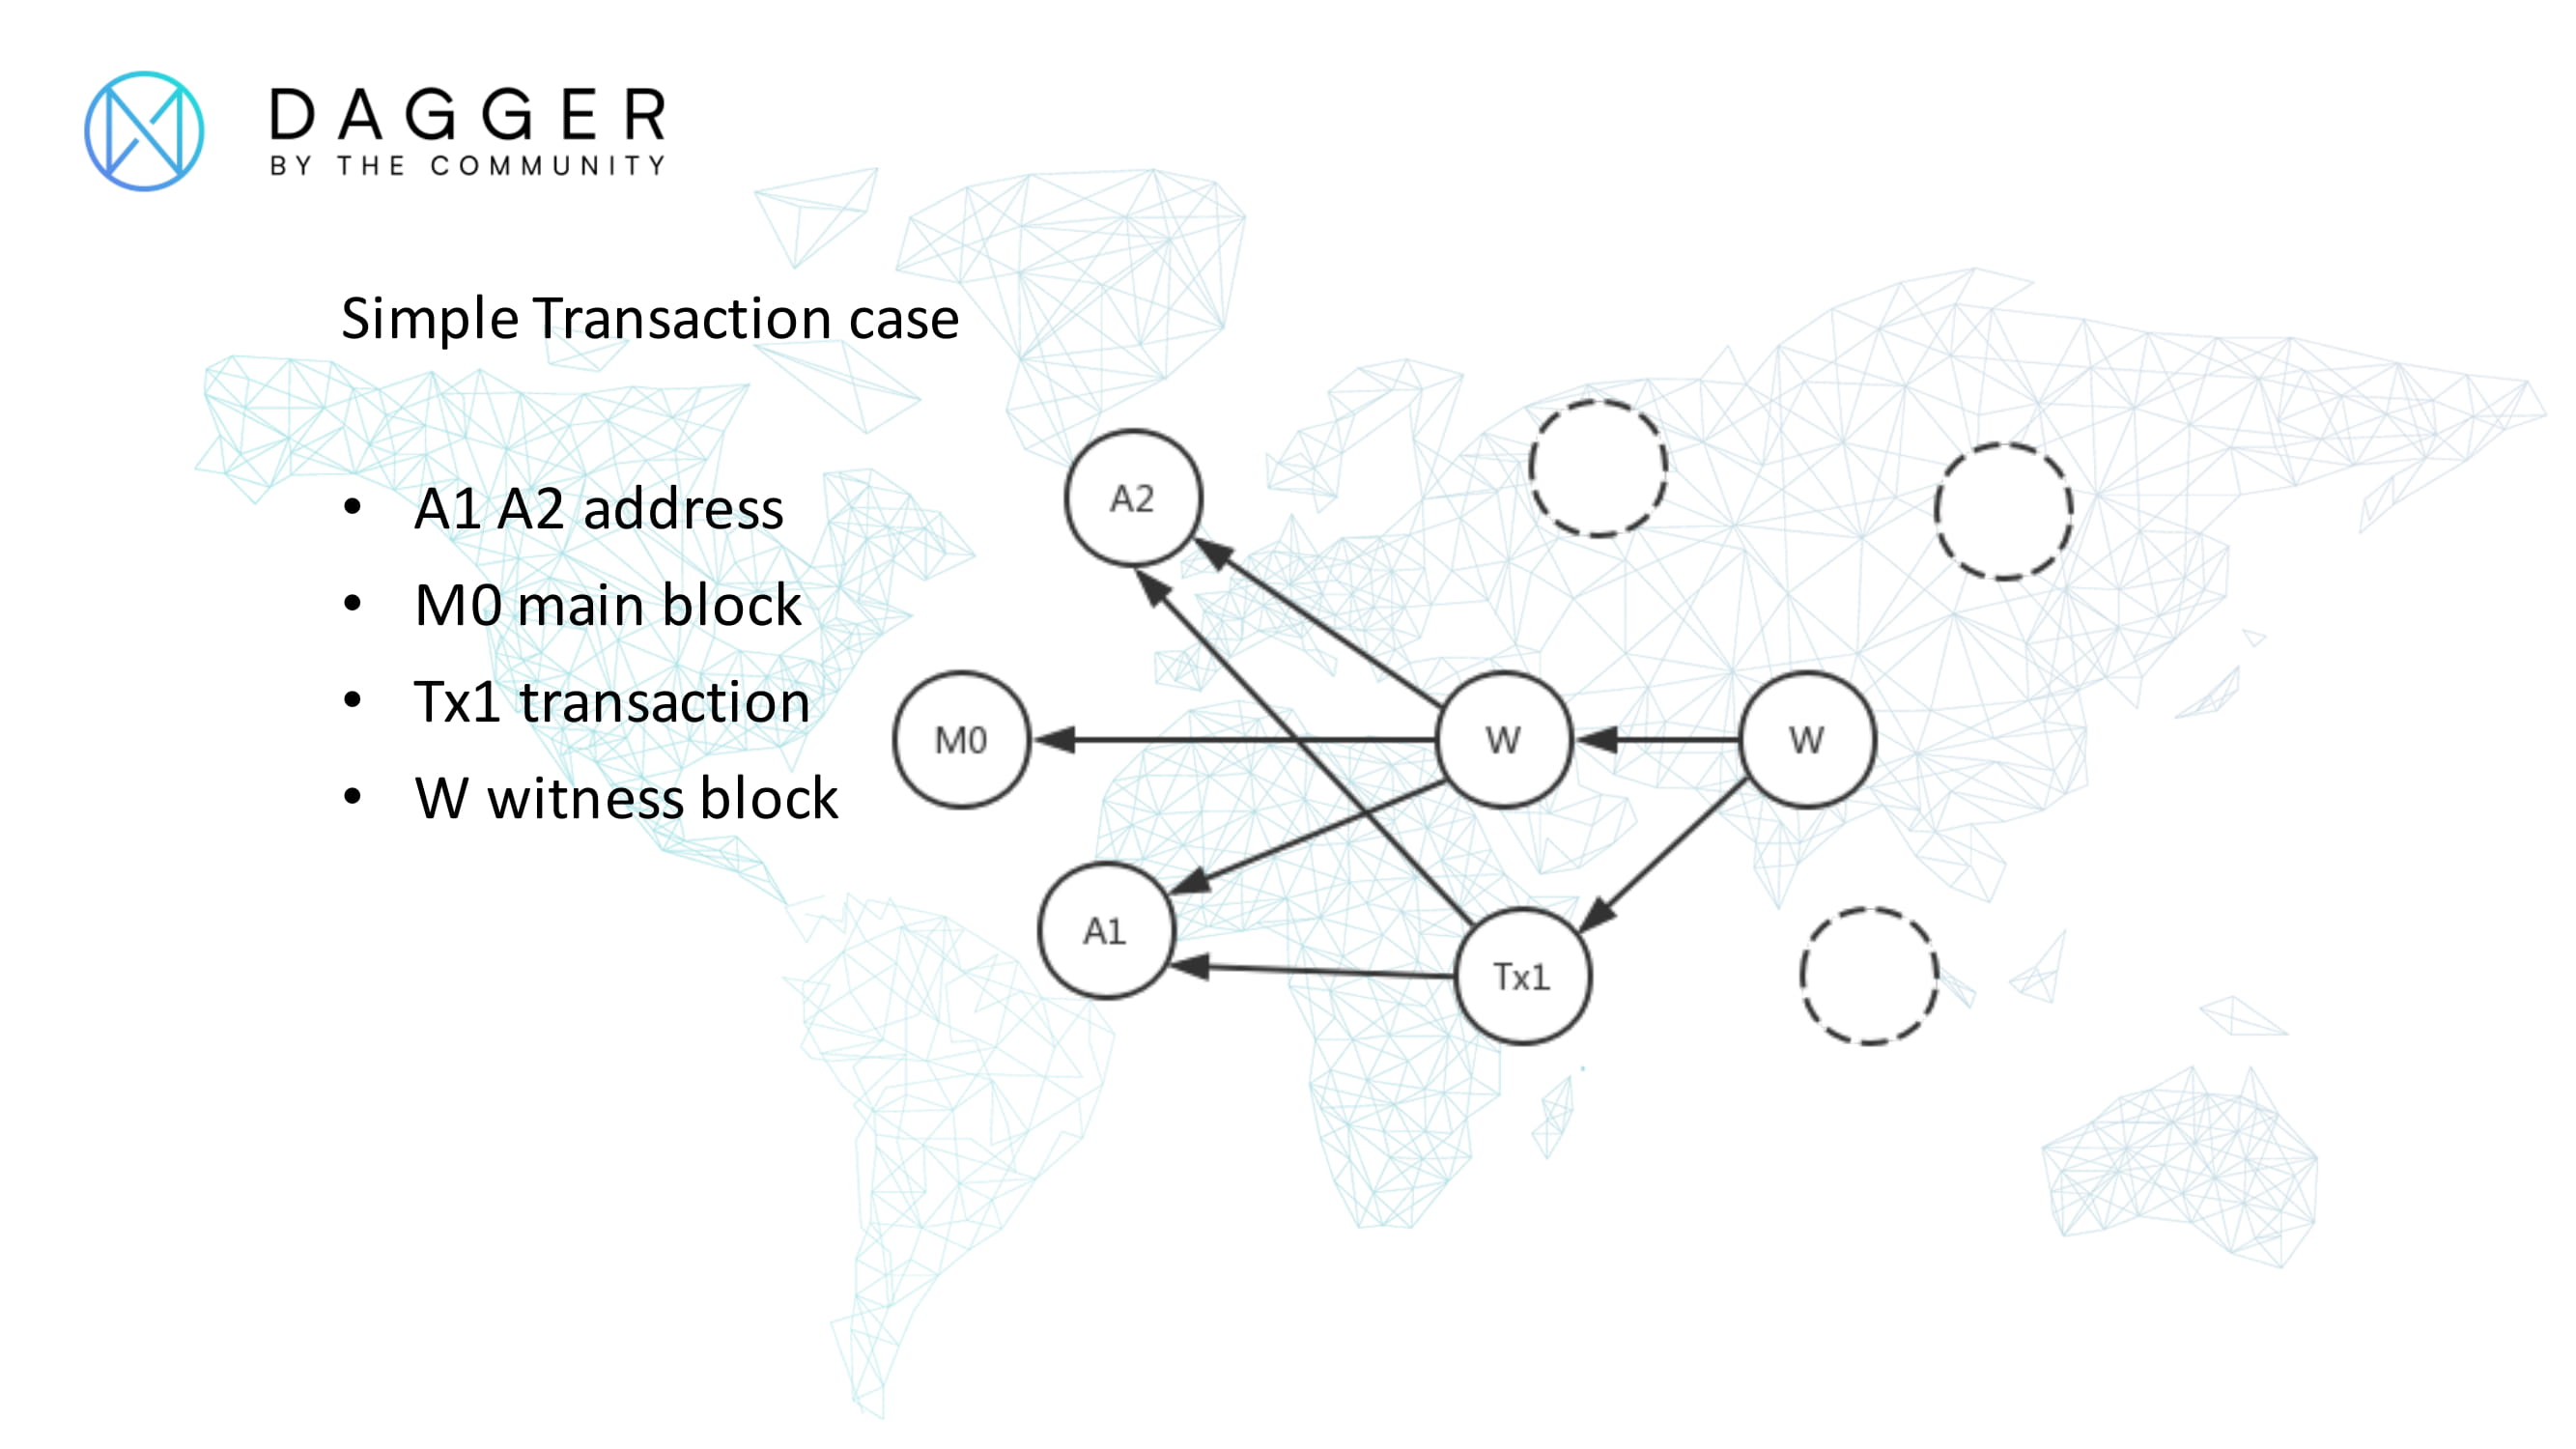 DAGGER
BY THE COMMUNITY
Simple Transaction case
• A1 A2 address
• M0 main block
• Tx1 transaction
• W witness block
A2
M0
W
W
A1
Tx1